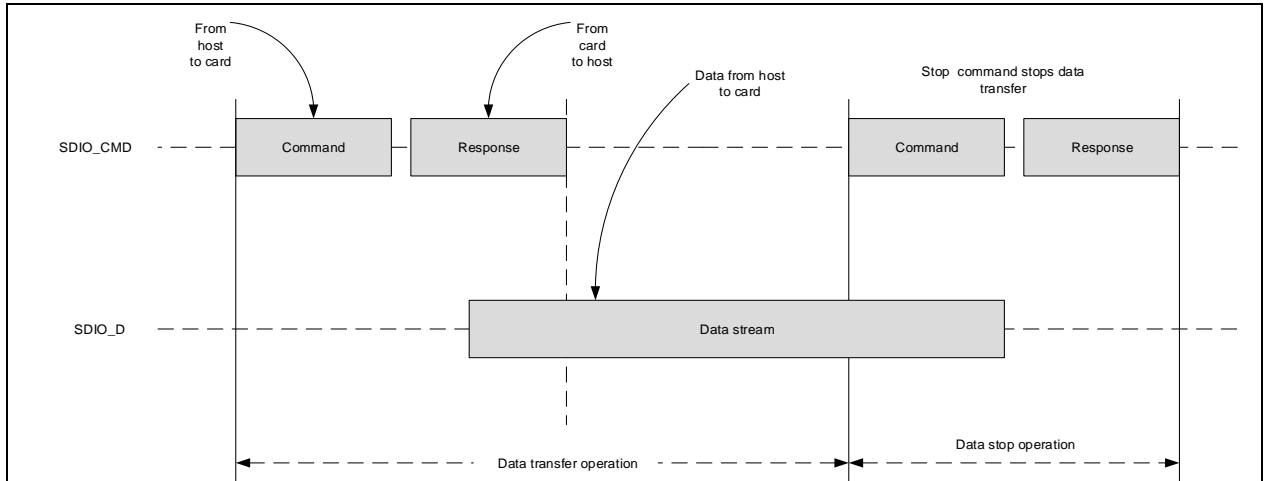 From
host
to card
From
card
to host
Data from host
to card
Stop command stops data
transfer
SDIO_CMD
Command
Response
Command
Response
SDIO_D
Data stream
Data transfer operation
Data stop operation